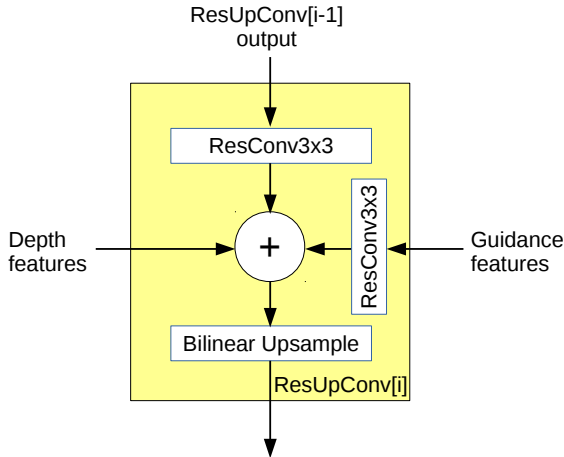 ResUpConv[i-1]
output
ResConv3x3
ResConv3x3
Depth
features
+
Guidance
features
Bilinear Upsample
ResUpConv[i]